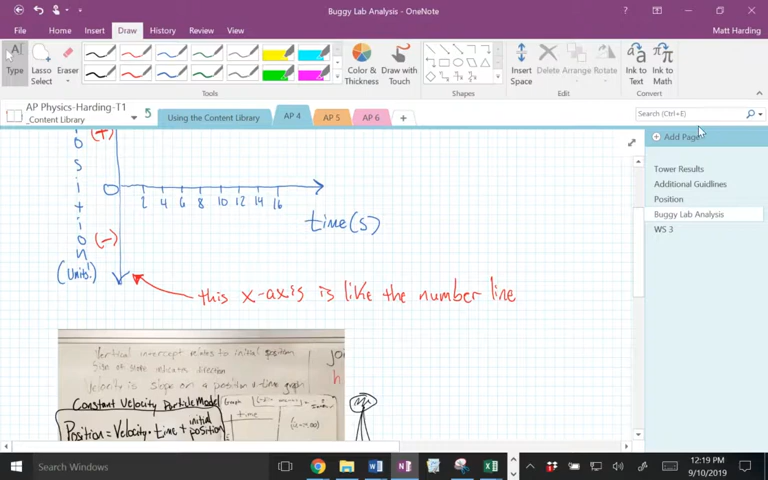 Buggy Lab Analysis - OneNote
Matt Harding
File Home Insert Draw History Review View
Type
Lasso Select
Eraser
Color & Thickness
Draw with Touch
Insert Space
Delete
Arrange
Rotate
Ink to Text
Ink to Math
Tools
Shapes
Edit
Convert
AP Physics-Harding-T1
_Content Library
Using the Content Library
AP 4
AP 5
AP 6
Search (Ctrl+E)
Add Page
Tower Results
Additional Guidlines
Position
Buggy Lab Analysis
WS 3
(+)
o
s
i
t
i
o
n
(Units!)
0
(-)
2 4 6 8 10 12 14 16
time(s)
this x-axis is like the number line
Vertical intercept relates to initial position
Sign of slope indicates direction
Velocity is slope on a position v time graph
Constant Velocity Particle Model
Graph
time
Position = Velocity · time + initial position
Search Windows
12:19 PM
9/10/2019